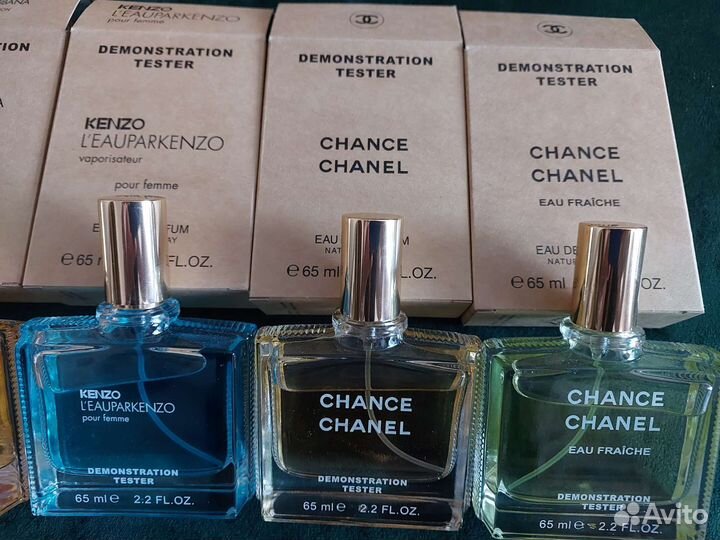 L'EAUPARKENZO
pour femme
DEMONSTRATION
TESTER
KENZO
L'EAUPARKENZO
vaporisateur
pour femme
65 ml
FL.OZ.
DEMONSTRATION
TESTER
CHANCE
CHANEL
EAU
℮ 65 ml
FL.OZ.
DEMONSTRATION
TESTER
CHANCE
CHANEL
EAU FRAÎCHE
EAU DE
℮ 65 ml
OZ.
KENZO
L'EAUPARKENZO
pour femme
DEMONSTRATION
TESTER
65 ml ℮ 2.2 FL.OZ.
CHANCE
CHANEL
DEMONSTRATION
TESTER
65 ml ℮ 2.2 FL.OZ.
CHANCE
CHANEL
EAU FRAÎCHE
DEMONSTRATION
TESTER
65 ml ℮ 2.2 FL.OZ.
Avito